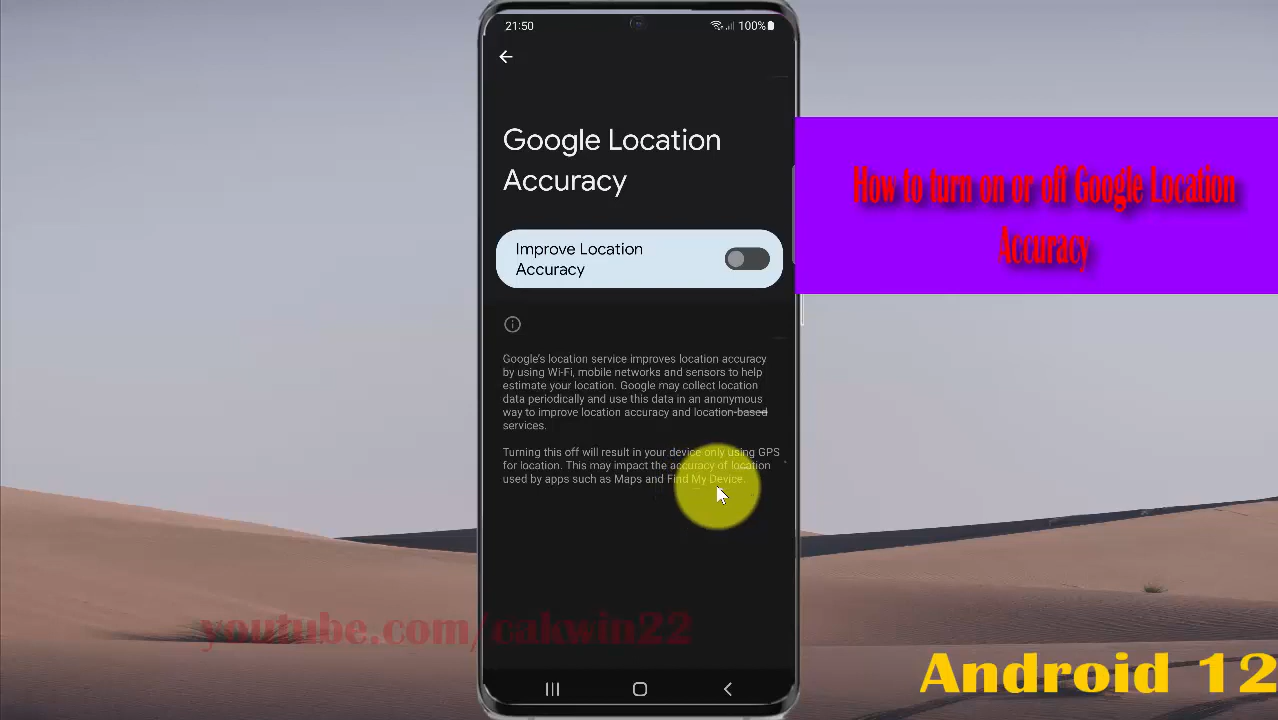 21:50
100%
Google Location
Accuracy
Improve Location
Accuracy
Google's location service improves location accuracy
by using Wi-Fi, mobile networks and sensors to help
estimate your location. Google may collect location
data periodically and use this data in an anonymous
way to improve location accuracy and location-based
services.
Turning this off will result in your device only using GPS
for location. This may impact the accuracy of location
used by apps such as Maps and Find My Device.
How to turn on or off Google Location
Accuracy
youtube.com/cakwin22
Android 12